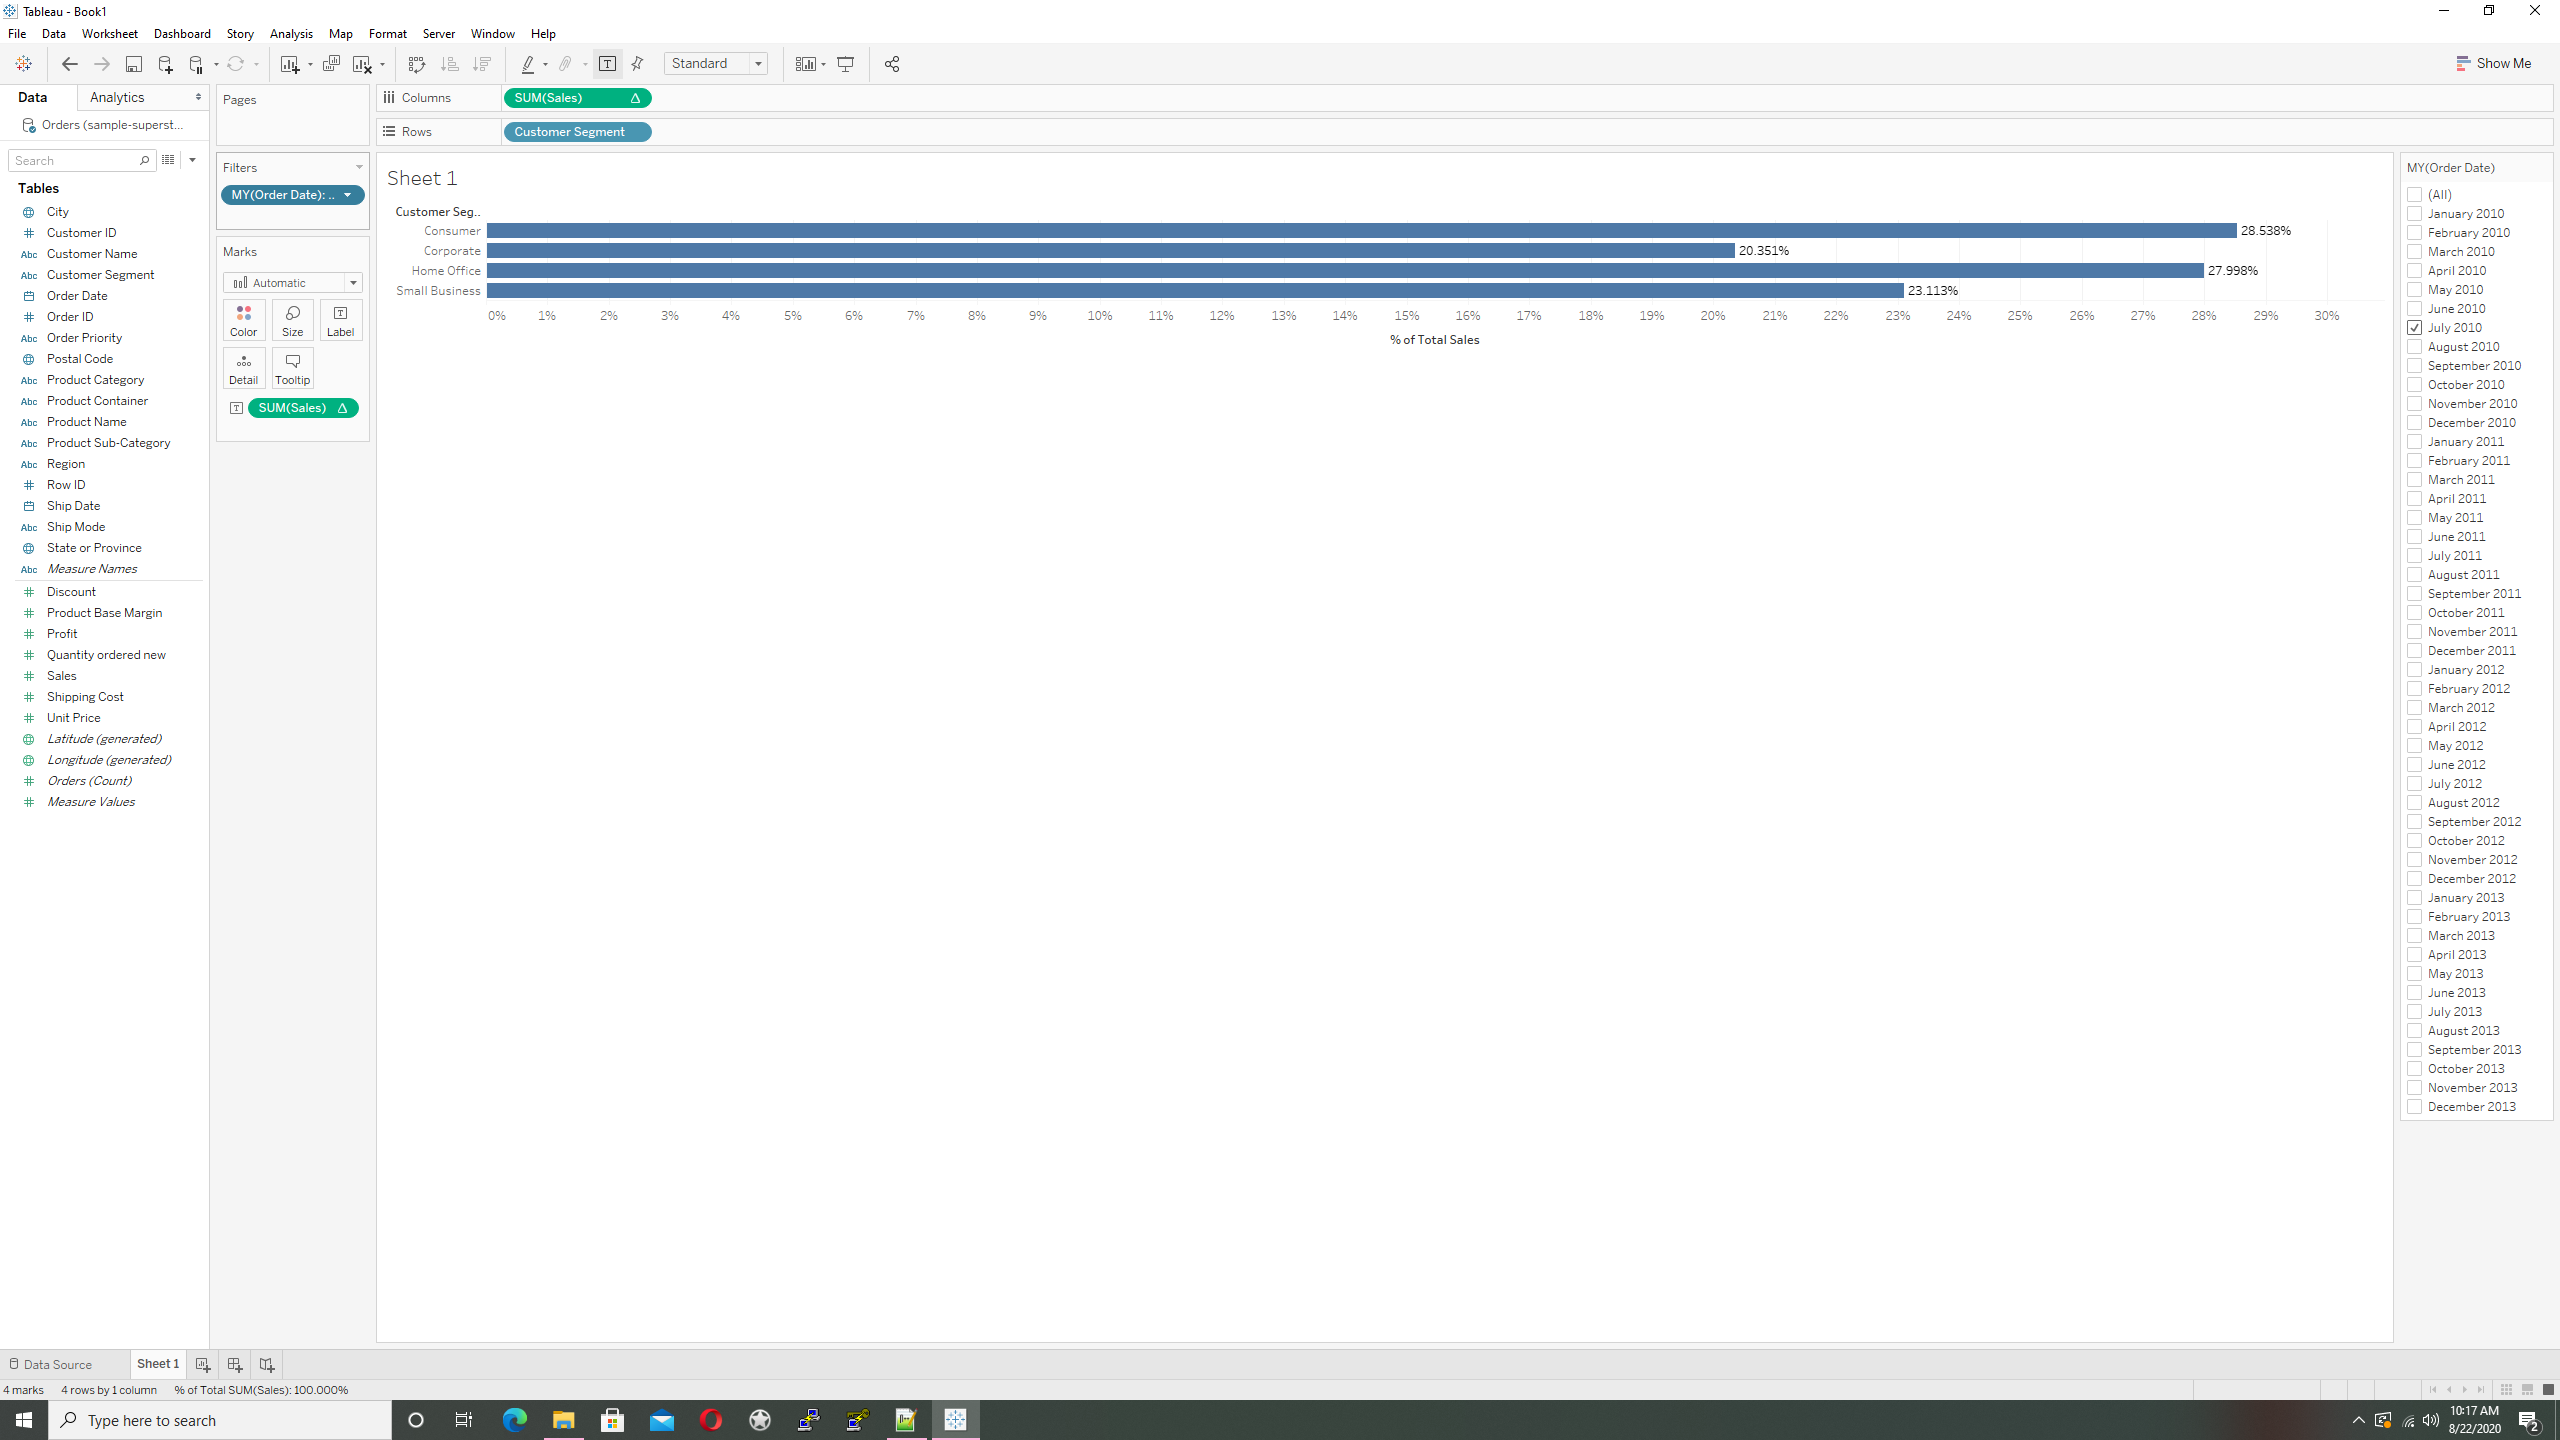 Tableau - Book1
File Data Worksheet Dashboard Story Analysis Map Format Server Window Help
Standard
Show Me
Data Analytics
Orders (sample-superst...
Search
Tables
City
Customer ID
Abc Customer Name
Abc Customer Segment
Order Date
Order ID
Abc Order Priority
Postal Code
Abc Product Category
Abc Product Container
Abc Product Name
Abc Product Sub-Category
Abc Region
Row ID
Ship Date
Abc Ship Mode
State or Province
Abc Measure Names
Discount
Product Base Margin
Profit
Quantity ordered new
Sales
Shipping Cost
Unit Price
Latitude (generated)
Longitude (generated)
Orders (Count)
Measure Values
Pages
Filters
MY(Order Date): ..
Marks
Automatic
Color Size Label
Detail Tooltip
SUM(Sales)
Columns SUM(Sales)
Rows Customer Segment
Sheet 1
Customer Seg..
Consumer 28.538%
Corporate 20.351%
Home Office 27.998%
Small Business 23.113%
0% 1% 2% 3% 4% 5% 6% 7% 8% 9% 10% 11% 12% 13% 14% 15% 16% 17% 18% 19% 20% 21% 22% 23% 24% 25% 26% 27% 28% 29% 30%
% of Total Sales
MY(Order Date)
(All)
January 2010
February 2010
March 2010
April 2010
May 2010
June 2010
July 2010
August 2010
September 2010
October 2010
November 2010
December 2010
January 2011
February 2011
March 2011
April 2011
May 2011
June 2011
July 2011
August 2011
September 2011
October 2011
November 2011
December 2011
January 2012
February 2012
March 2012
April 2012
May 2012
June 2012
July 2012
August 2012
September 2012
October 2012
November 2012
December 2012
January 2013
February 2013
March 2013
April 2013
May 2013
June 2013
July 2013
August 2013
September 2013
October 2013
November 2013
December 2013
Data Source Sheet 1
4 marks 4 rows by 1 column % of Total SUM(Sales): 100.000%
Type here to search
10:17 AM
8/22/2020
2